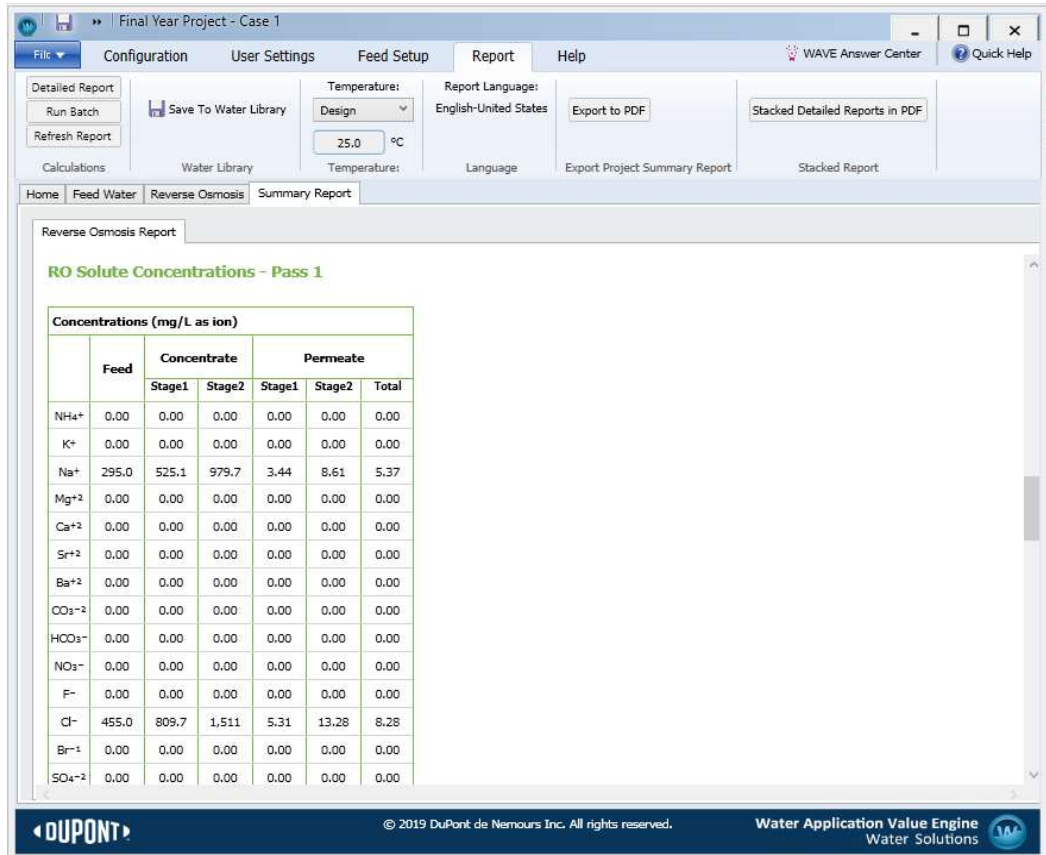 Final Year Project - Case 1
File Configuration User Settings Feed Setup Report Help WAVE Answer Center Quick Help
Detailed Report
Run Batch
Refresh Report
Calculations
Save To Water Library
Water Library
Temperature:
Design
25.0 ºC
Temperature:
Report Language:
English-United States
Language
Export to PDF
Export Project Summary Report
Stacked Detailed Reports in PDF
Stacked Report
Home Feed Water Reverse Osmosis Summary Report
Reverse Osmosis Report
RO Solute Concentrations - Pass 1
Concentrations (mg/L as ion)
Feed Concentrate Permeate
Stage1 Stage2 Stage1 Stage2 Total
NH₄⁺ 0.00 0.00 0.00 0.00 0.00 0.00
K⁺ 0.00 0.00 0.00 0.00 0.00 0.00
Na⁺ 295.0 525.1 979.7 3.44 8.61 5.37
Mg⁺² 0.00 0.00 0.00 0.00 0.00 0.00
Ca⁺² 0.00 0.00 0.00 0.00 0.00 0.00
Sr⁺² 0.00 0.00 0.00 0.00 0.00 0.00
Ba⁺² 0.00 0.00 0.00 0.00 0.00 0.00
CO₃⁻² 0.00 0.00 0.00 0.00 0.00 0.00
HCO₃⁻ 0.00 0.00 0.00 0.00 0.00 0.00
NO₃⁻ 0.00 0.00 0.00 0.00 0.00 0.00
F⁻ 0.00 0.00 0.00 0.00 0.00 0.00
Cl⁻ 455.0 809.7 1,511 5.31 13.28 8.28
Br⁻¹ 0.00 0.00 0.00 0.00 0.00 0.00
SO₄⁻² 0.00 0.00 0.00 0.00 0.00 0.00
DUPONT
© 2019 DuPont de Nemours Inc. All rights reserved.
Water Application Value Engine
Water Solutions